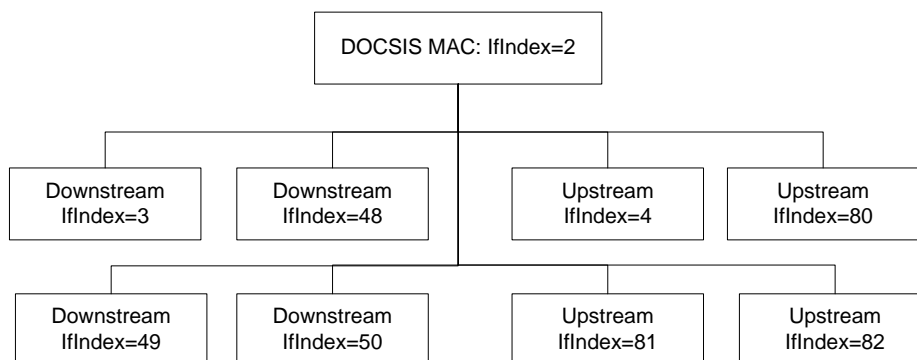 DOCSIS MAC: IfIndex=2
Downstream
IfIndex=3
Downstream
IfIndex=48
Upstream
IfIndex=4
Upstream
IfIndex=80
Downstream
IfIndex=49
Downstream
IfIndex=50
Upstream
IfIndex=81
Upstream
IfIndex=82